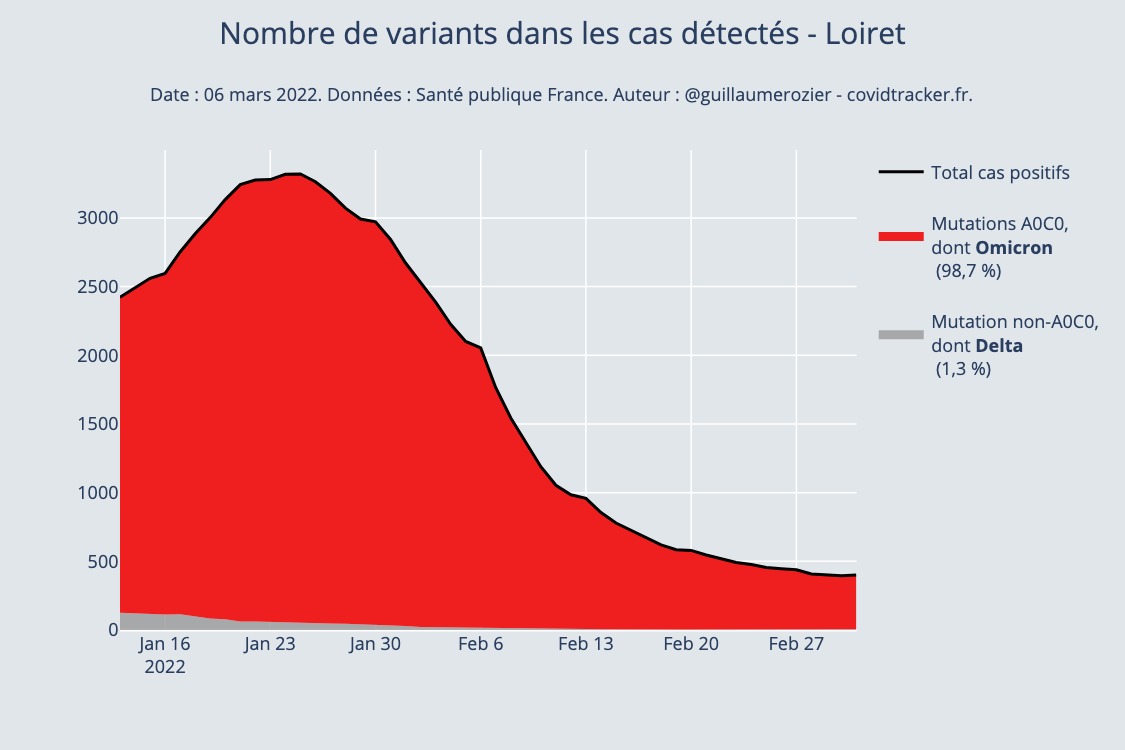 Nombre de variants dans les cas détectés - Loiret
Date : 06 mars 2022. Données : Santé publique France. Auteur : @guillaumerozier - covidtracker.fr.
Total cas positifs
Mutations A0C0,
dont Omicron
(98,7 %)
Mutation non-A0C0,
dont Delta
(1,3 %)
3000
2500
2000
1500
1000
500
0
Jan 16 Jan 23 Jan 30 Feb 6 Feb 13 Feb 20 Feb 27
2022